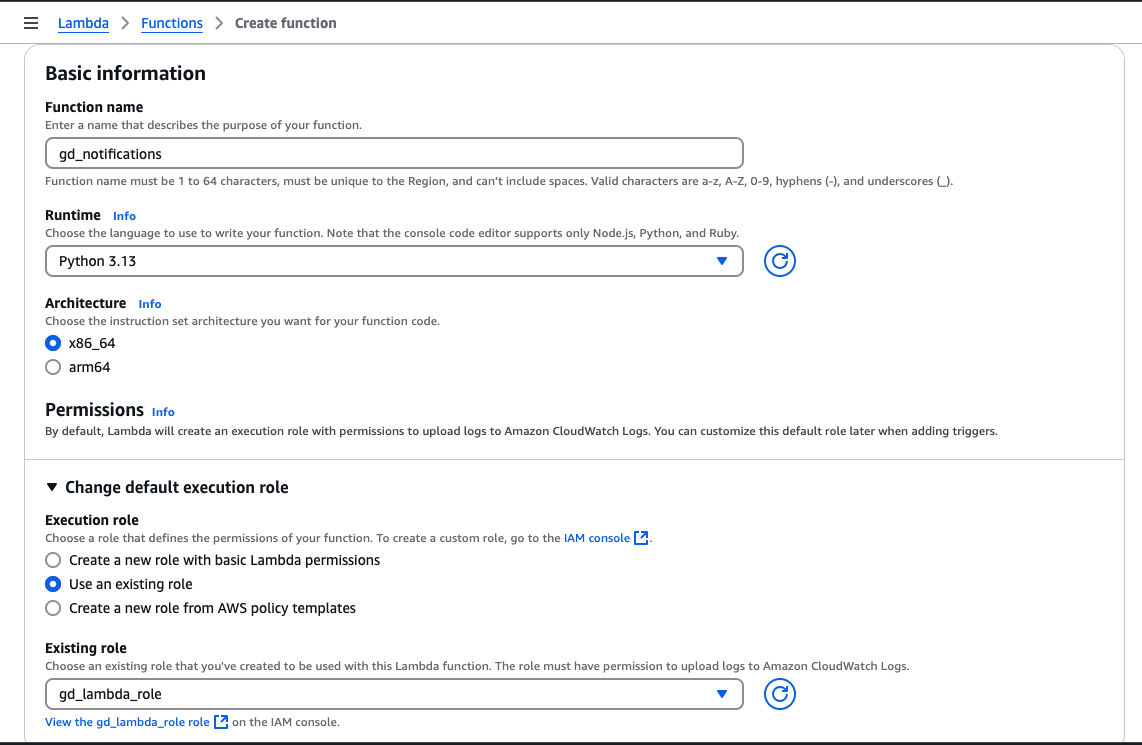 Lambda > Functions > Create function
Basic information
Function name
Enter a name that describes the purpose of your function.
gd_notifications
Function name must be 1 to 64 characters, must be unique to the Region, and can't include spaces. Valid characters are a-z, A-Z, 0-9, hyphens (-), and underscores (_).
Runtime Info
Choose the language to use to write your function. Note that the console code editor supports only Node.js, Python, and Ruby.
Python 3.13
Architecture Info
Choose the instruction set architecture you want for your function code.
x86_64
arm64
Permissions Info
By default, Lambda will create an execution role with permissions to upload logs to Amazon CloudWatch Logs. You can customize this default role later when adding triggers.
Change default execution role
Execution role
Choose a role that defines the permissions of your function. To create a custom role, go to the IAM console.
Create a new role with basic Lambda permissions
Use an existing role
Create a new role from AWS policy templates
Existing role
Choose an existing role that you've created to be used with this Lambda function. The role must have permission to upload logs to Amazon CloudWatch Logs.
gd_lambda_role
View the gd_lambda_role role on the IAM console.